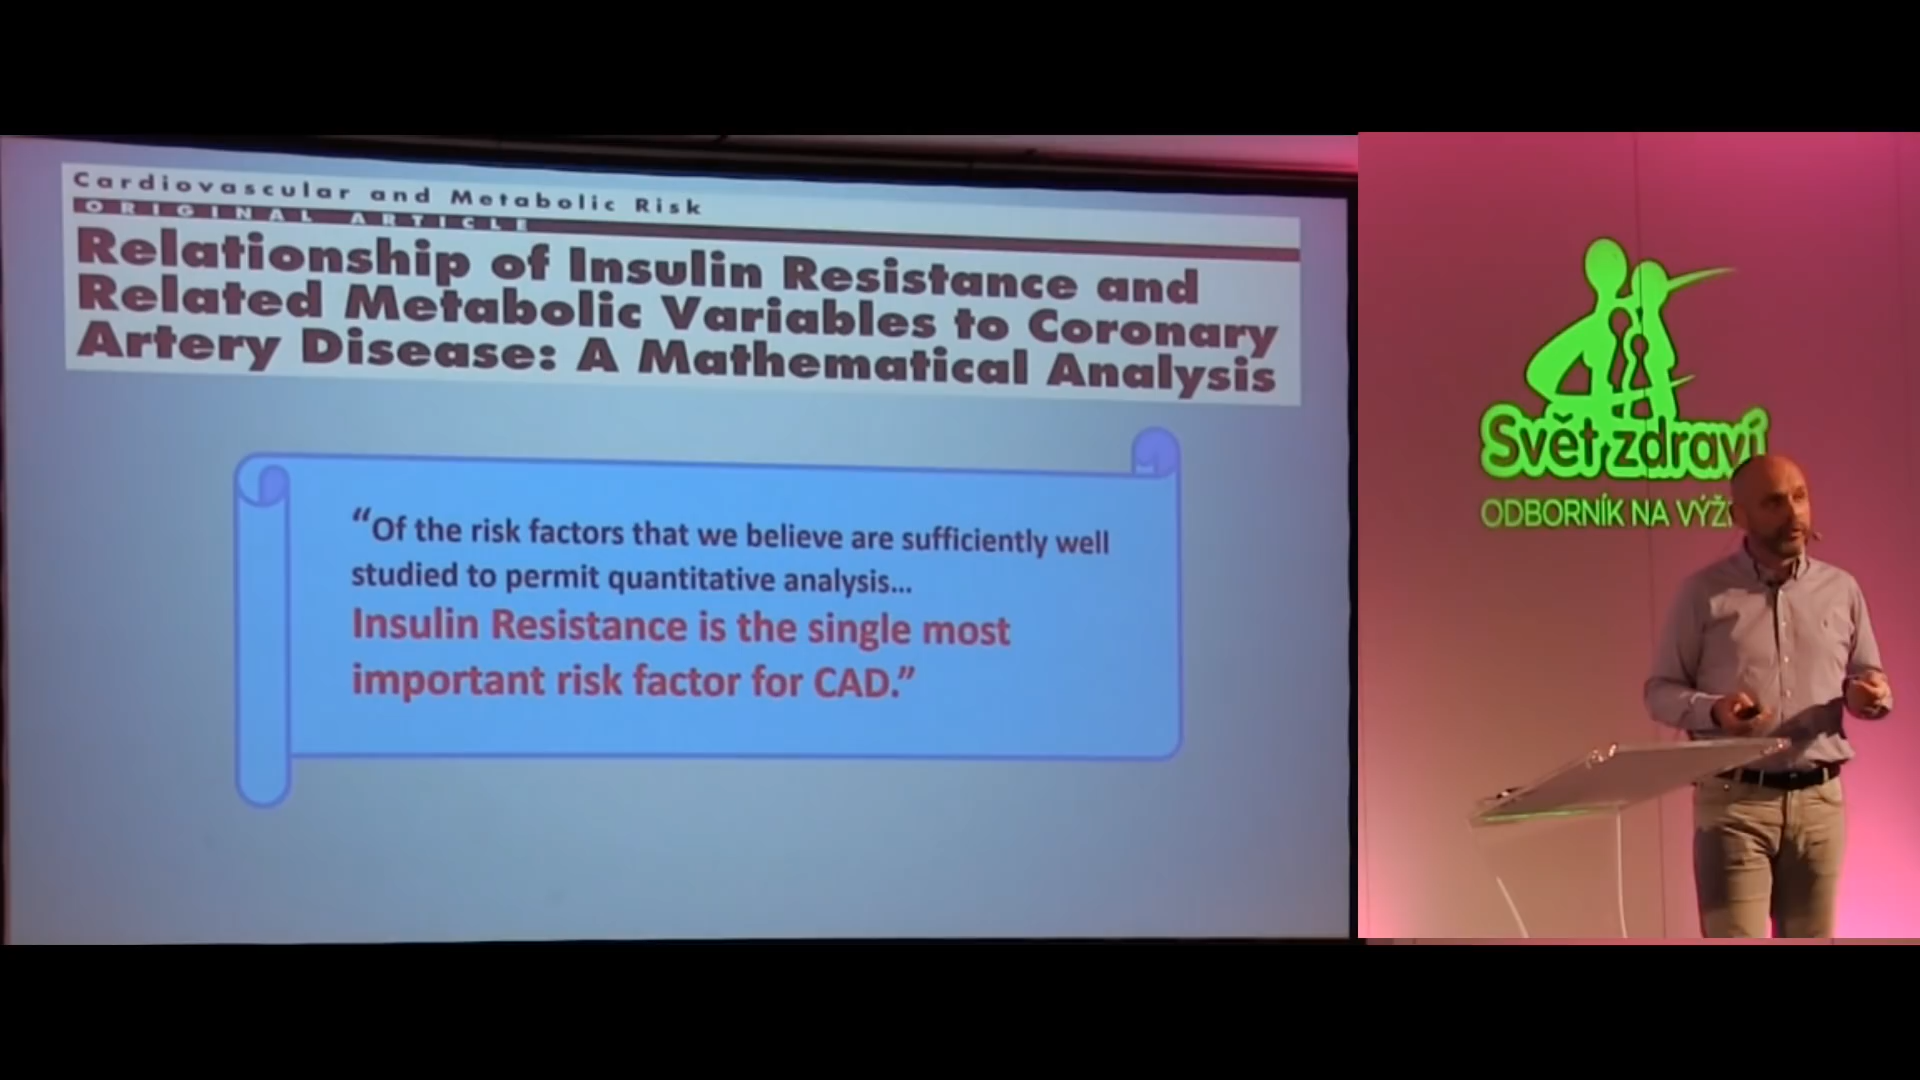 Cardiovascular and Metabolic Risk
ORIGINAL ARTICLE
Relationship of Insulin Resistance and
Related Metabolic Variables to Coronary
Artery Disease: A Mathematical Analysis
“Of the risk factors that we believe are sufficiently well
studied to permit quantitative analysis...
Insulin Resistance is the single most
important risk factor for CAD.”
Svět zdraví
ODBORNÍK NA